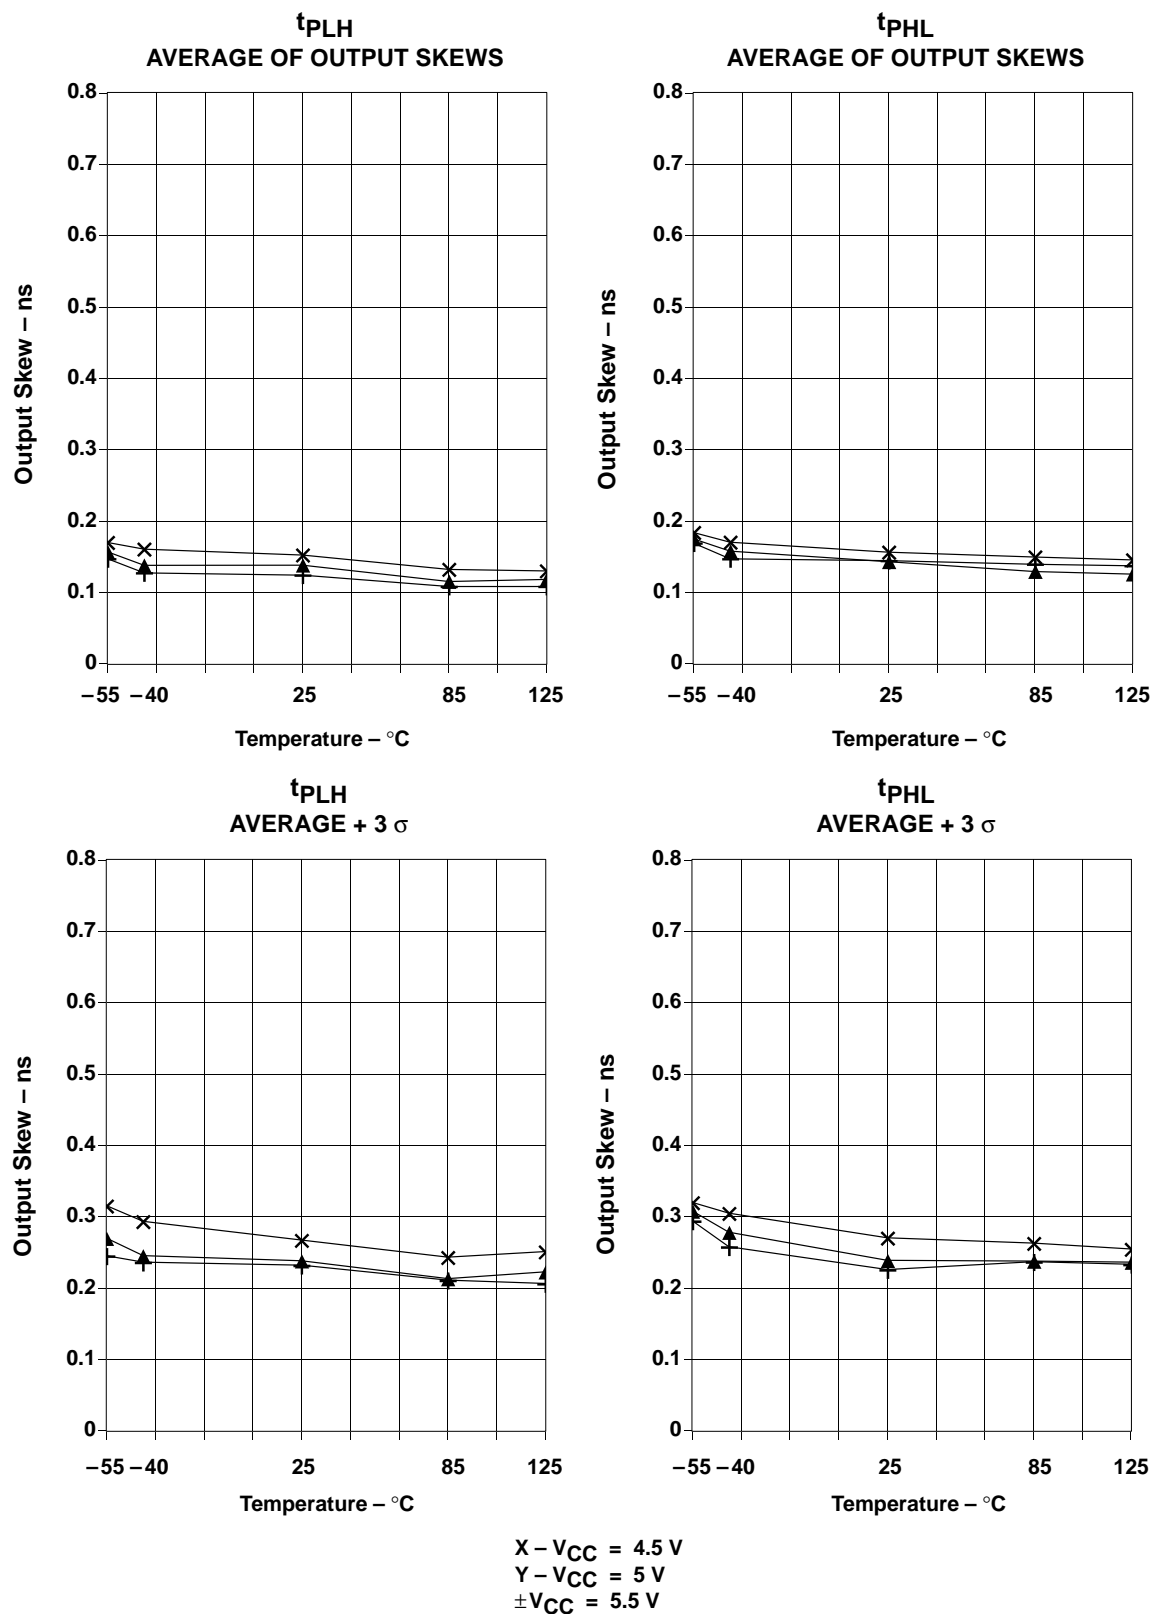 tPLH
AVERAGE OF OUTPUT SKEWS
0.8
0.7
0.6
0.5
0.4
0.3
0.2
0.1
0
Output Skew – ns
–55 –40 25 85 125
Temperature – °C
tPHL
AVERAGE OF OUTPUT SKEWS
0.8
0.7
0.6
0.5
0.4
0.3
0.2
0.1
0
Output Skew – ns
–55 –40 25 85 125
Temperature – °C
tPLH
AVERAGE + 3 σ
0.8
0.7
0.6
0.5
0.4
0.3
0.2
0.1
0
Output Skew – ns
–55 –40 25 85 125
Temperature – °C
tPHL
AVERAGE + 3 σ
0.8
0.7
0.6
0.5
0.4
0.3
0.2
0.1
0
Output Skew – ns
–55 –40 25 85 125
Temperature – °C
X – VCC = 4.5 V
Y – VCC = 5 V
±VCC = 5.5 V